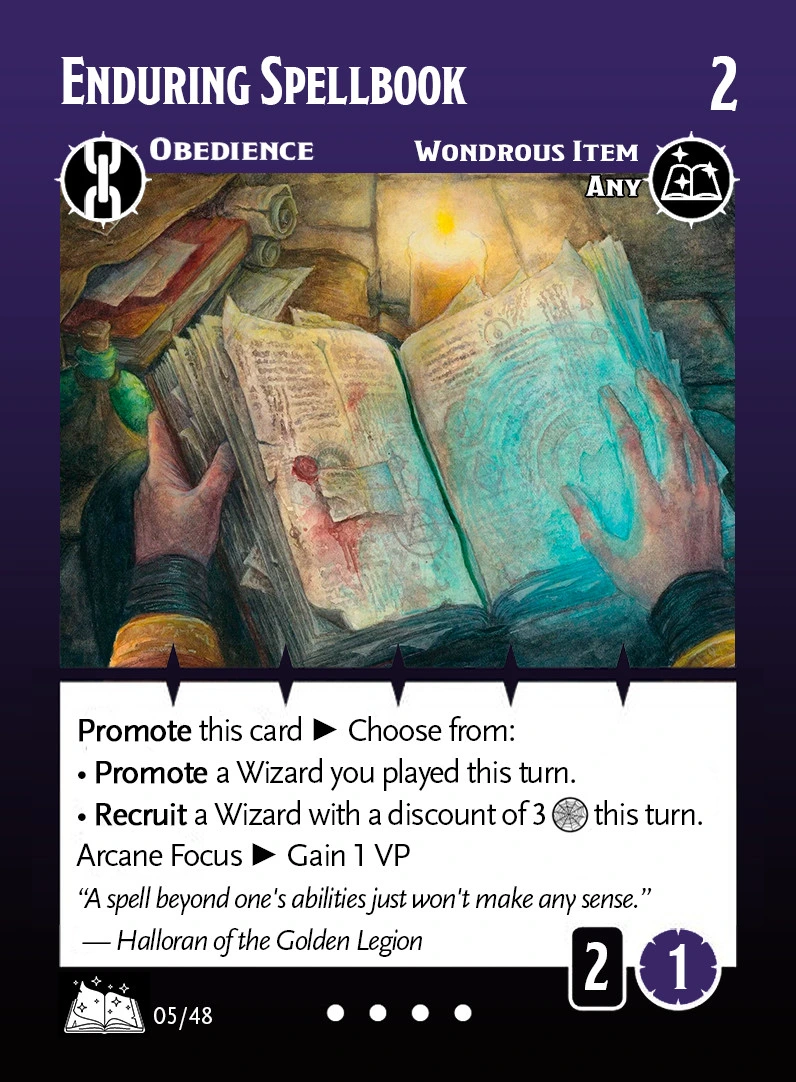 Enduring Spellbook 2
Obedience Wondrous Item
Any
Promote this card ► Choose from:
• Promote a Wizard you played this turn.
• Recruit a Wizard with a discount of 3 this turn.
Arcane Focus ► Gain 1 VP
“A spell beyond one's abilities just won't make any sense.”
— Halloran of the Golden Legion
2 1
05/48